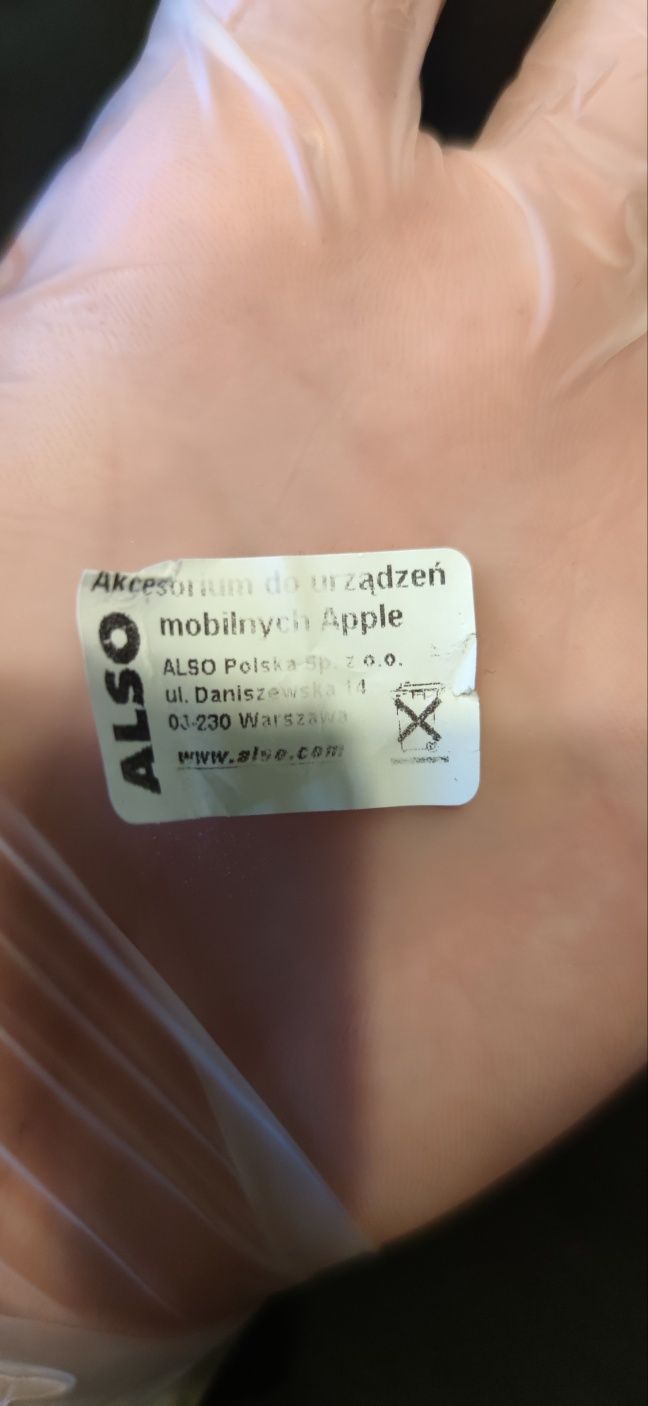 ALSO
Akcesorium do urządzeń
mobilnych Apple
ALSO Polska Sp. z o.o.
ul. Daniszewska 14
03-230 Warszawa
www.also.com